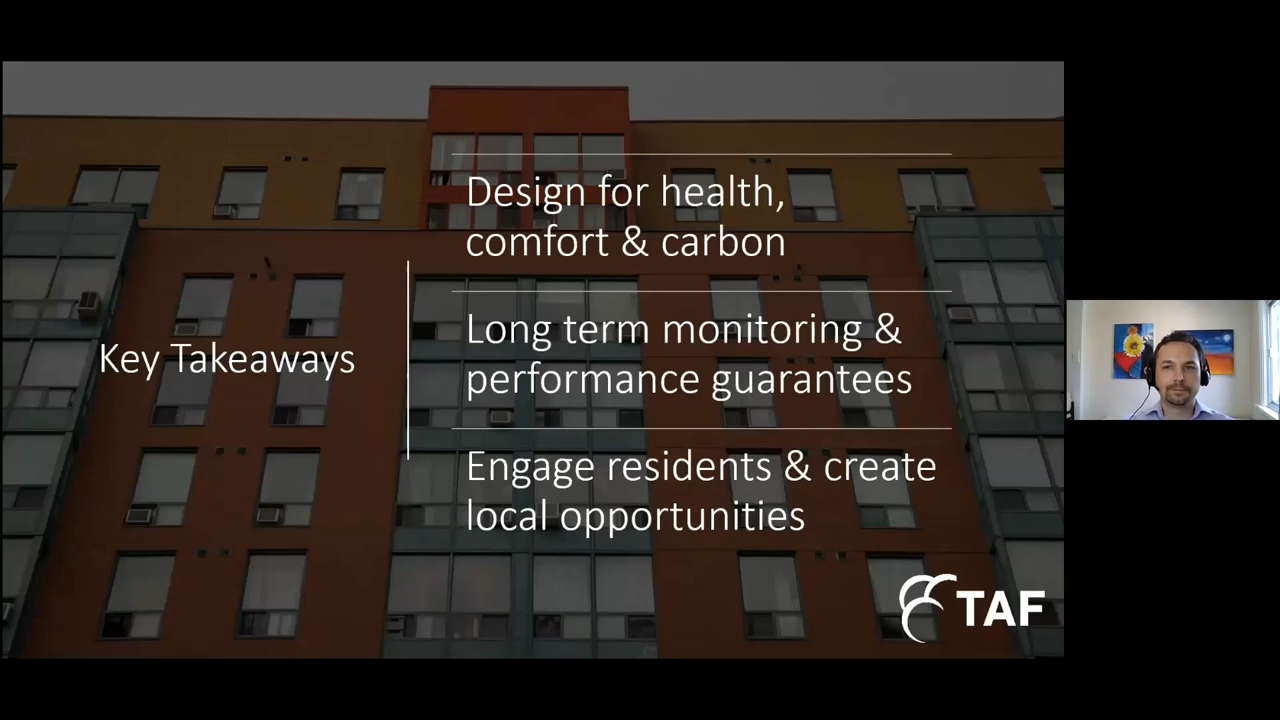 Key Takeaways
Design for health,
comfort & carbon
Long term monitoring &
performance guarantees
Engage residents & create
local opportunities
TAF